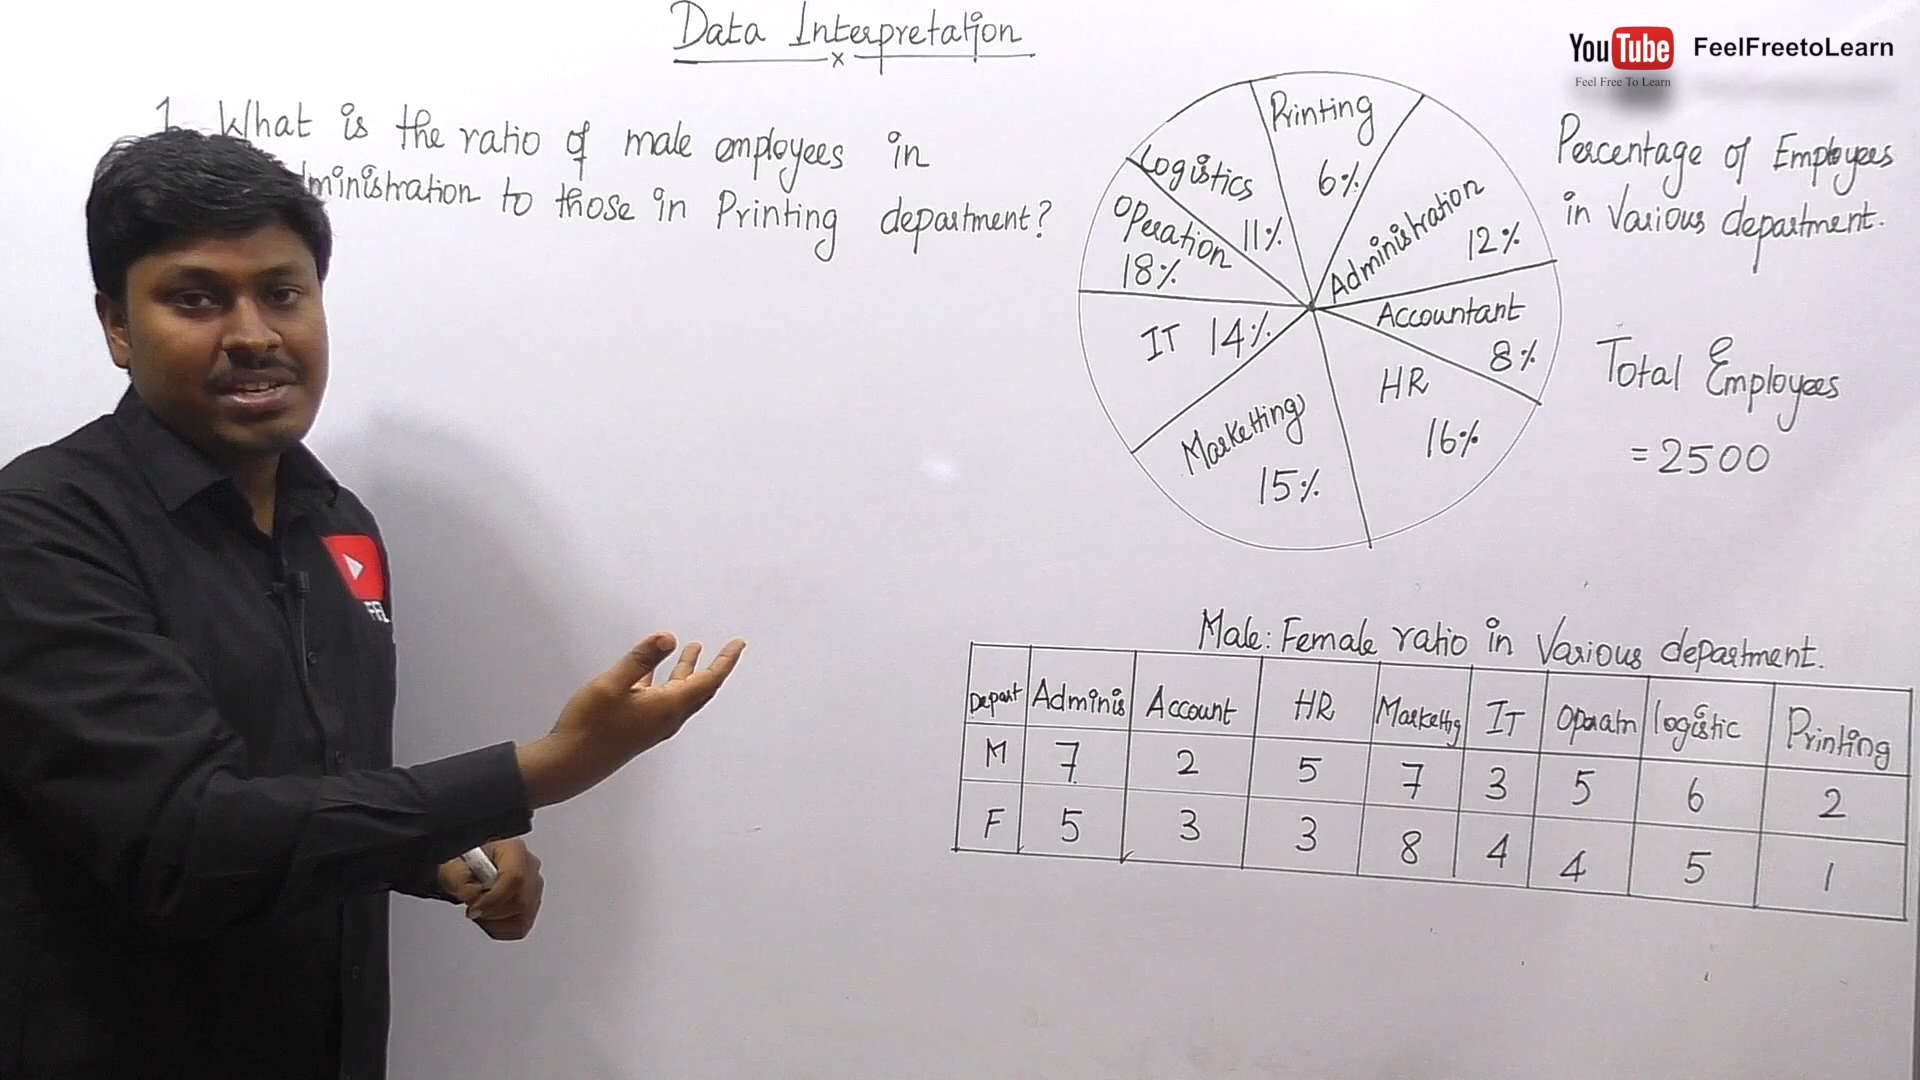 Data Interpretation
x
YouTube FeelFreetoLearn
Feel Free To Learn
1. What is the ratio of male employees in
ministration to those in Printing department?
Printing
6%
Logistics
11%
Operation
18%
Administration
12%
Accountant
8%
IT 14%
HR
16%
Marketting
15%
Percentage of Employees
in Various department.
Total Employees
= 2500
Male: Female ratio in Various department.
Depart Adminis Account HR Markettg IT Operatn logistic Printing
M 7 2 5 7 3 5 6 2
F 5 3 3 8 4 4 5 1